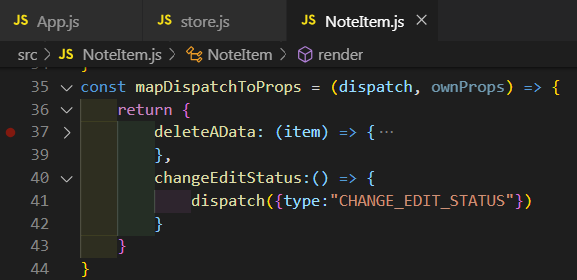 JS App.js JS store.js JS NoteItem.js ×
src > JS NoteItem.js > NoteItem > render
35 const mapDispatchToProps = (dispatch, ownProps) => {
36 return {
37 deleteAData: (item) => { ···
39 },
40 changeEditStatus:() => {
41 dispatch({type:"CHANGE_EDIT_STATUS"})
42 }
43 }
44 }